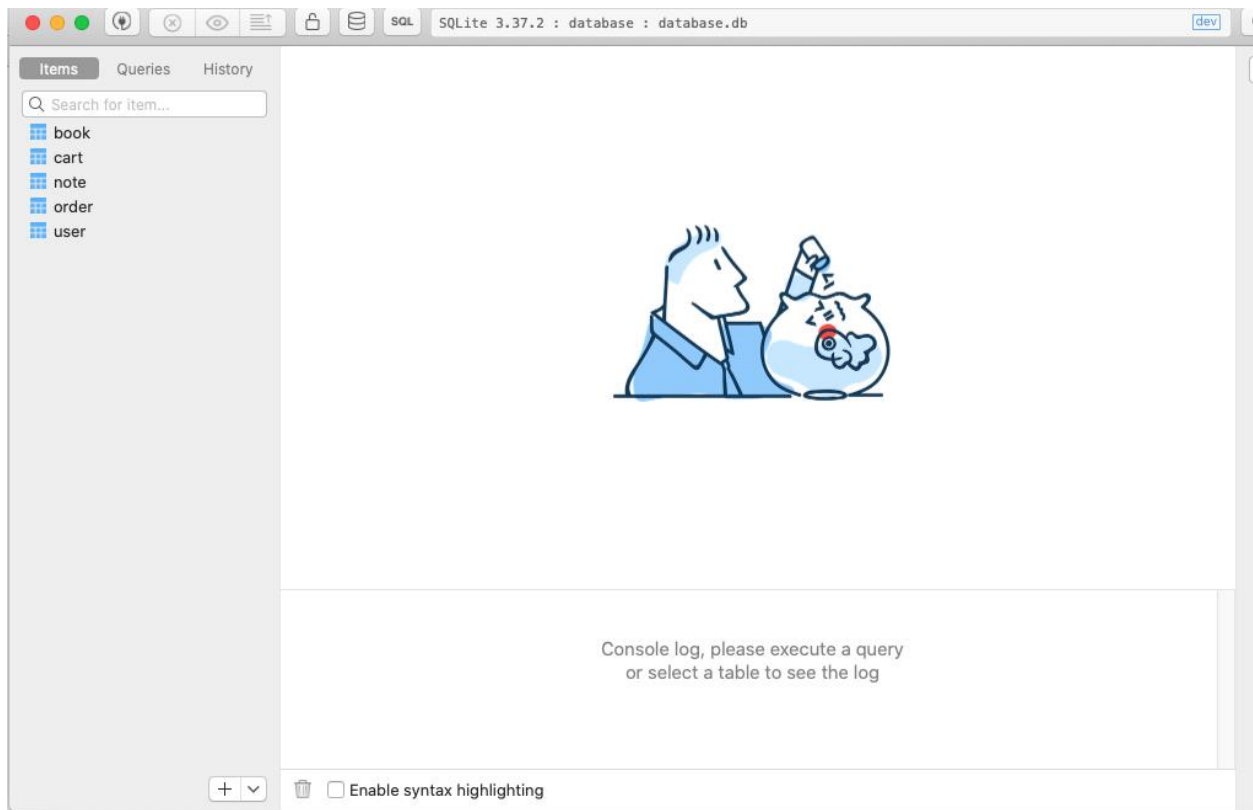 SQL
SQLite 3.37.2 : database : database.db
dev
Items
Queries
History
Search for item...
book
cart
note
order
user
Console log, please execute a query
or select a table to see the log
Enable syntax highlighting